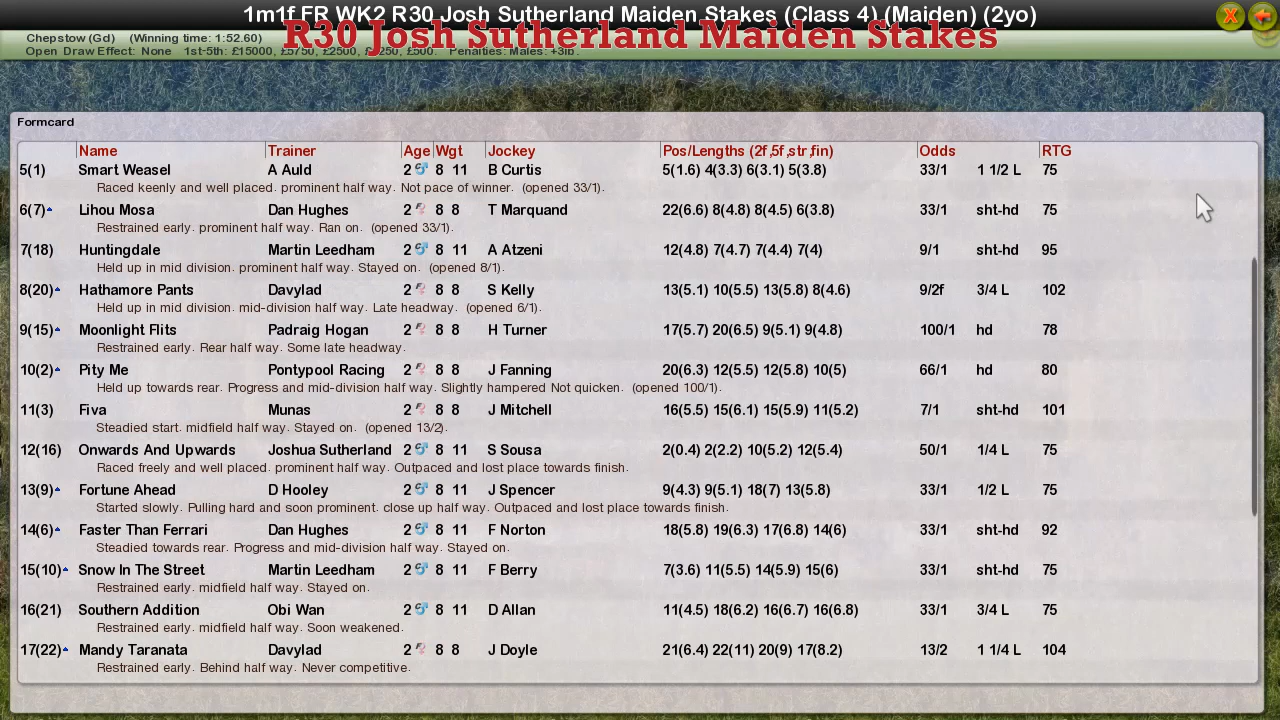 1m1f FR WK2 R30 Josh Sutherland Maiden Stakes (Class 4) (Maiden) (2yo)
R30 Josh Sutherland Maiden Stakes
Chepstow (Gd) (Winning time: 1:52.60)
Open Draw Effect: None 1st-5th: £15000, £5750, £2500, £1250, £500. Penalties: Males: +3lb.
Formcard
Name Trainer Age Wgt Jockey Pos/Lengths (2f,5f,str,fin) Odds RTG
5(1) Smart Weasel A Auld 2 8 11 B Curtis 5(1.6) 4(3.3) 6(3.1) 5(3.8) 33/1 1 1/2 L 75
Raced keenly and well placed. prominent half way. Not pace of winner. (opened 33/1).
6(7) Lihou Mosa Dan Hughes 2 8 8 T Marquand 22(6.6) 8(4.8) 8(4.5) 6(3.8) 33/1 sht-hd 75
Restrained early. prominent half way. Ran on. (opened 33/1).
7(18) Huntingdale Martin Leedham 2 8 11 A Atzeni 12(4.8) 7(4.7) 7(4.4) 7(4) 9/1 sht-hd 95
Held up in mid division. prominent half way. Stayed on. (opened 8/1).
8(20) Hathamore Pants Davylad 2 8 8 S Kelly 13(5.1) 10(5.5) 13(5.8) 8(4.6) 9/2f 3/4 L 102
Held up in mid division. mid-division half way. Late headway. (opened 6/1).
9(15) Moonlight Flits Padraig Hogan 2 8 8 H Turner 17(5.7) 20(6.5) 9(5.1) 9(4.8) 100/1 hd 78
Restrained early. Rear half way. Some late headway.
10(2) Pity Me Pontypool Racing 2 8 8 J Fanning 20(6.3) 12(5.5) 12(5.8) 10(5) 66/1 hd 80
Held up towards rear. Progress and mid-division half way. Slightly hampered Not quicken. (opened 100/1).
11(3) Fiva Munas 2 8 8 J Mitchell 16(5.5) 15(6.1) 15(5.9) 11(5.2) 7/1 sht-hd 101
Steadied start. midfield half way. Stayed on. (opened 13/2).
12(16) Onwards And Upwards Joshua Sutherland 2 8 11 S Sousa 2(0.4) 2(2.2) 10(5.2) 12(5.4) 50/1 1/4 L 75
Raced freely and well placed. prominent half way. Outpaced and lost place towards finish.
13(9) Fortune Ahead D Hooley 2 8 11 J Spencer 9(4.3) 9(5.1) 18(7) 13(5.8) 33/1 1/2 L 75
Started slowly. Pulling hard and soon prominent. close up half way. Outpaced and lost place towards finish.
14(6) Faster Than Ferrari Dan Hughes 2 8 11 F Norton 18(5.8) 19(6.3) 17(6.8) 14(6) 33/1 sht-hd 92
Steadied towards rear. Progress and mid-division half way. Stayed on.
15(10) Snow In The Street Martin Leedham 2 8 11 F Berry 7(3.6) 11(5.5) 14(5.9) 15(6) 33/1 sht-hd 75
Restrained early. midfield half way. Stayed on.
16(21) Southern Addition Obi Wan 2 8 11 D Allan 11(4.5) 18(6.2) 16(6.7) 16(6.8) 33/1 3/4 L 75
Restrained early. midfield half way. Soon weakened.
17(22) Mandy Taranata Davylad 2 8 8 J Doyle 21(6.4) 22(11) 20(9) 17(8.2) 13/2 1 1/4 L 104
Restrained early. Behind half way. Never competitive.